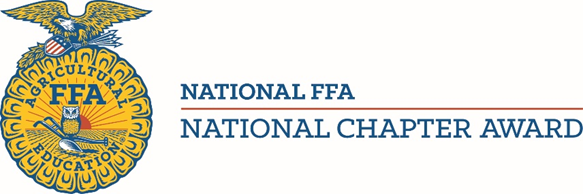 AGRICULTURAL
FFA
EDUCATION
NATIONAL FFA
NATIONAL CHAPTER AWARD